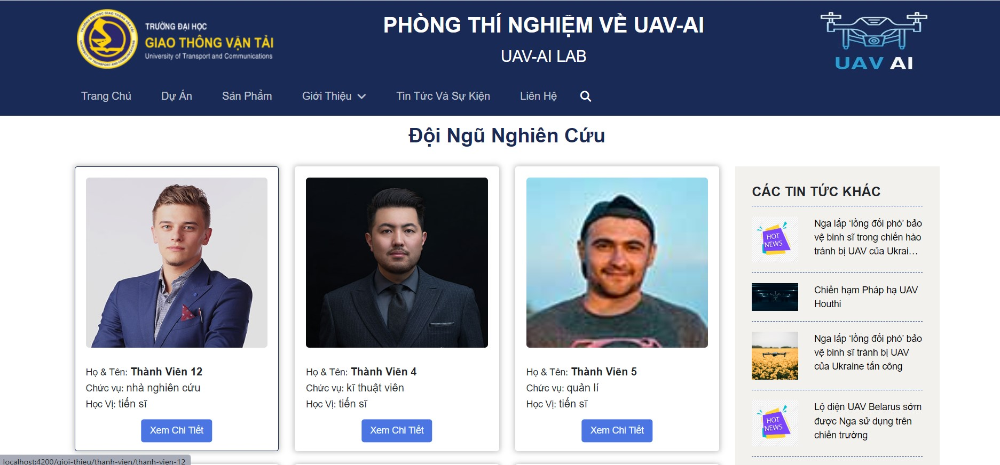 TRƯỜNG ĐẠI HỌC
GIAO THÔNG VẬN TẢI
University of Transport and Communications
PHÒNG THÍ NGHIỆM VỀ UAV-AI
UAV-AI LAB
UAV AI
Trang Chủ
Dự Án
Sản Phẩm
Giới Thiệu
Tin Tức Và Sự Kiện
Liên Hệ
Đội Ngũ Nghiên Cứu
Họ & Tên: Thành Viên 12
Chức vụ: nhà nghiên cứu
Học Vị: tiến sĩ
Xem Chi Tiết
Họ & Tên: Thành Viên 4
Chức vụ: kĩ thuật viên
Học Vị: tiến sĩ
Xem Chi Tiết
Họ & Tên: Thành Viên 5
Chức vụ: quản lí
Học Vị: tiến sĩ
Xem Chi Tiết
CÁC TIN TỨC KHÁC
HOT
NEWS
Nga lắp ‘lồng đối phó’ bảo
vệ binh sĩ trong chiến hào
tránh bị UAV của Ukrai...
Chiến hạm Pháp hạ UAV
Houthi
Nga lắp ‘lồng đối phó’ bảo
vệ binh sĩ tránh bị UAV
của Ukraine tấn công
HOT
NEWS
Lộ diện UAV Belarus sớm
được Nga sử dụng trên
chiến trường
localhost:4200/gioi-thieu/thanh-vien/thanh-vien-12